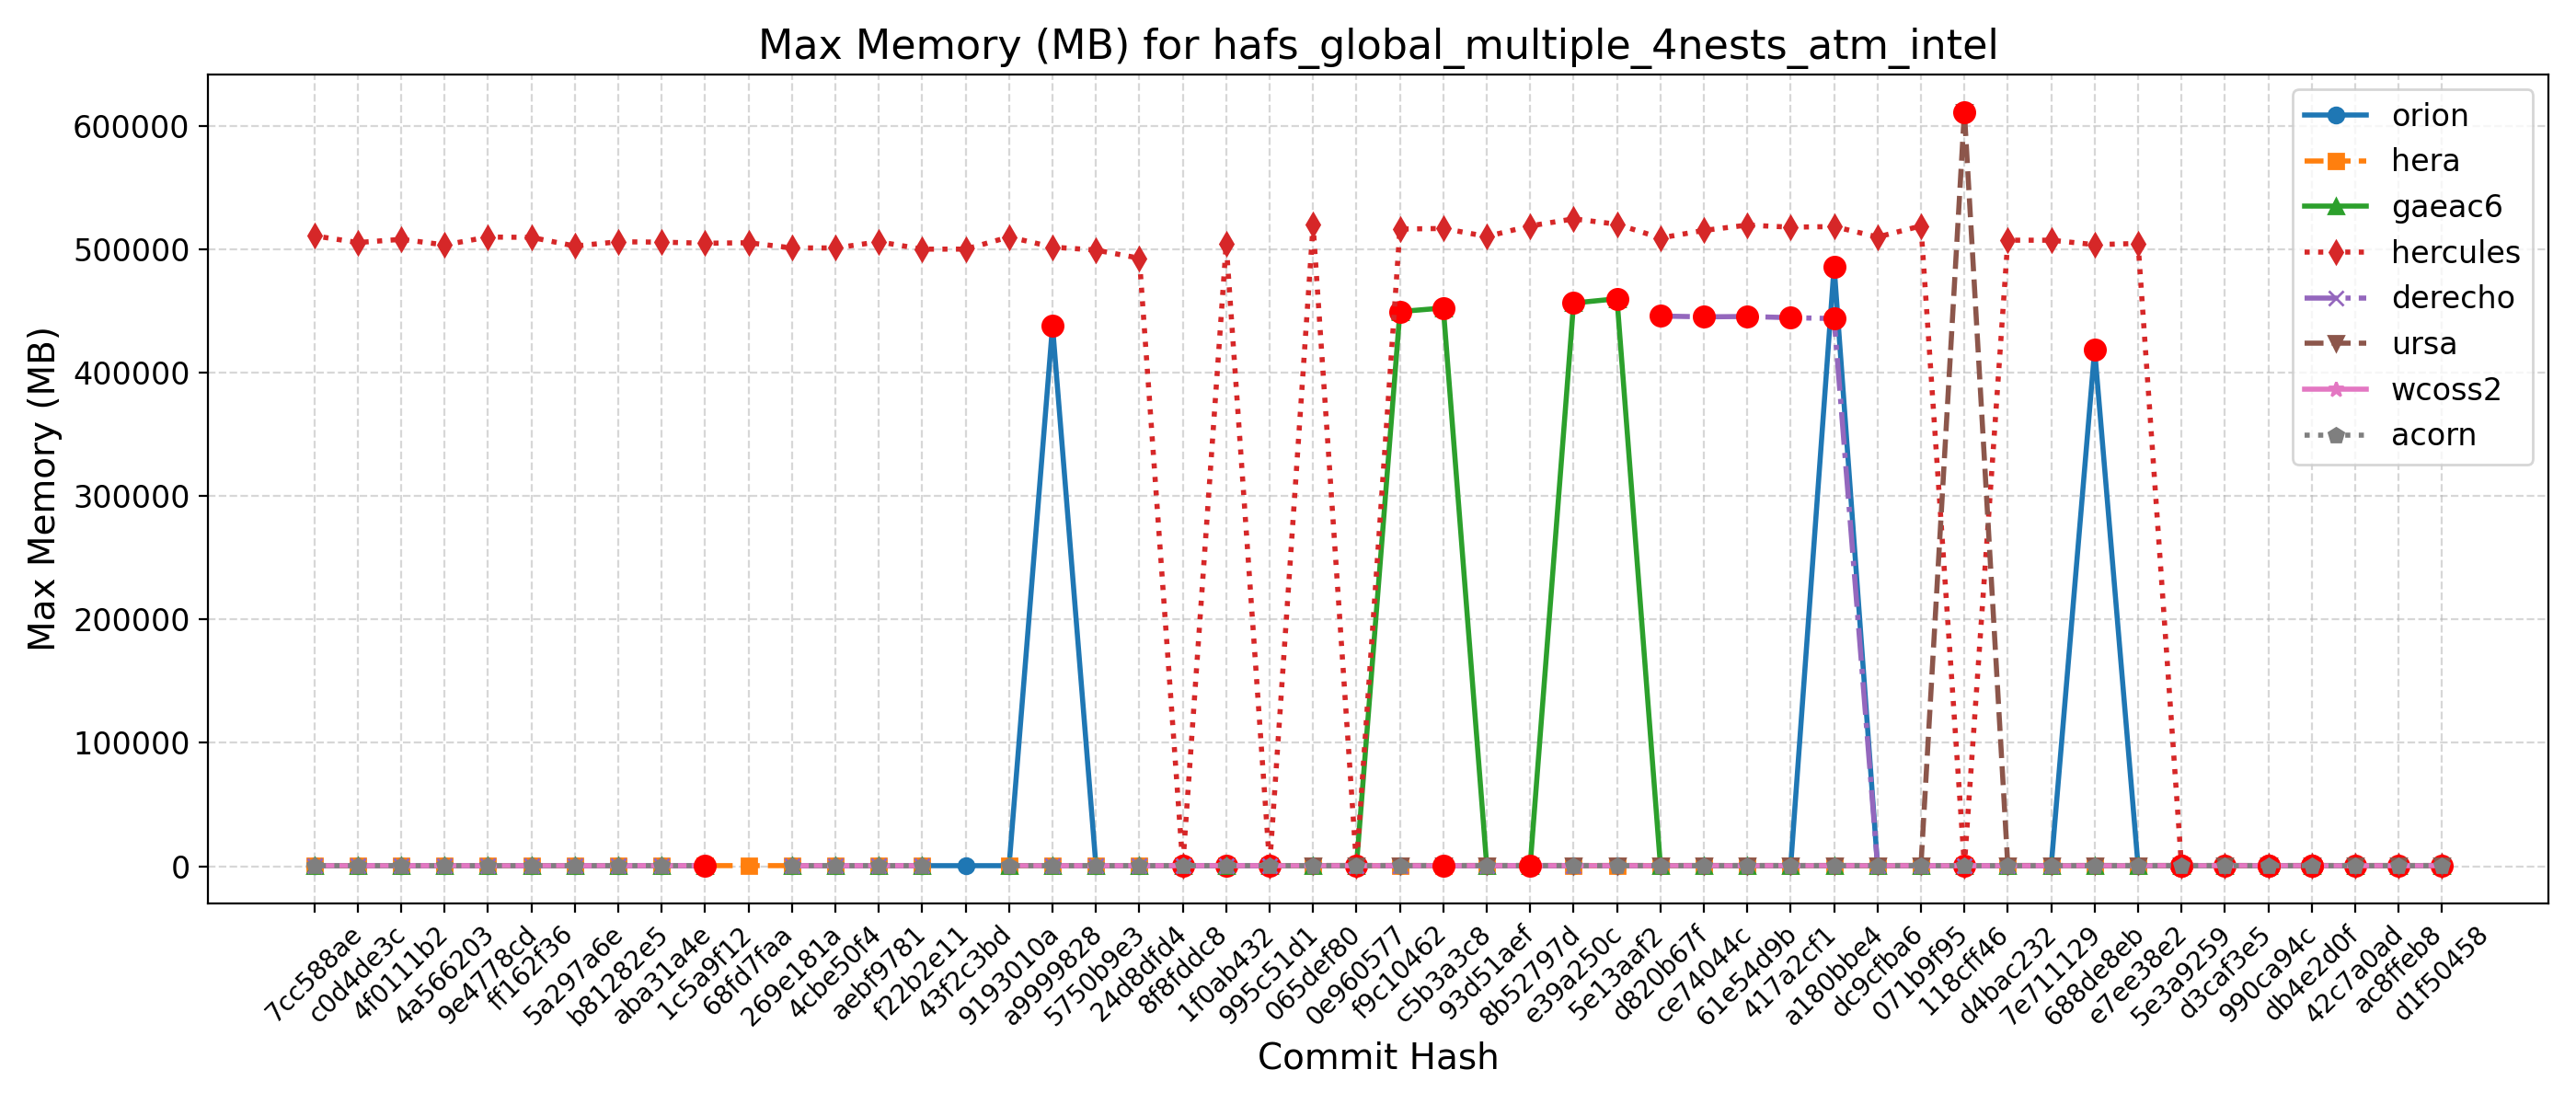 Max Memory (MB) for hafs_global_multiple_4nests_atm_intel
Max Memory (MB)
600000
500000
400000
300000
200000
100000
0
orion
hera
gaeac6
hercules
derecho
ursa
wcoss2
acorn
7cc588ae
c0d4de3c
4f0111b2
4a566203
9e4778cd
ff162f36
5a297a6e
b81282e5
aba31a4e
1c5a9f12
68fd7faa
269e181a
4cbe50f4
aebf9781
f22b2e11
43f2c3bd
9193010a
a9999828
5750b9e3
24d8dfd4
8f8fddc8
1f0ab432
995c51d1
065def80
0e960577
f9c10462
c5b3a3c8
93d51aef
8b52797d
e39a250c
5e13aaf2
d820b67f
ce74044c
61e54d9b
417a2cf1
a180bbe4
dc9cfba6
071b9f95
118cff46
d4bac232
7e711129
688de8eb
e7ee38e2
5e3a9259
d3caf3e5
990ca94c
db4e2d0f
42c7a0ad
ac8ffeb8
d1f50458
Commit Hash